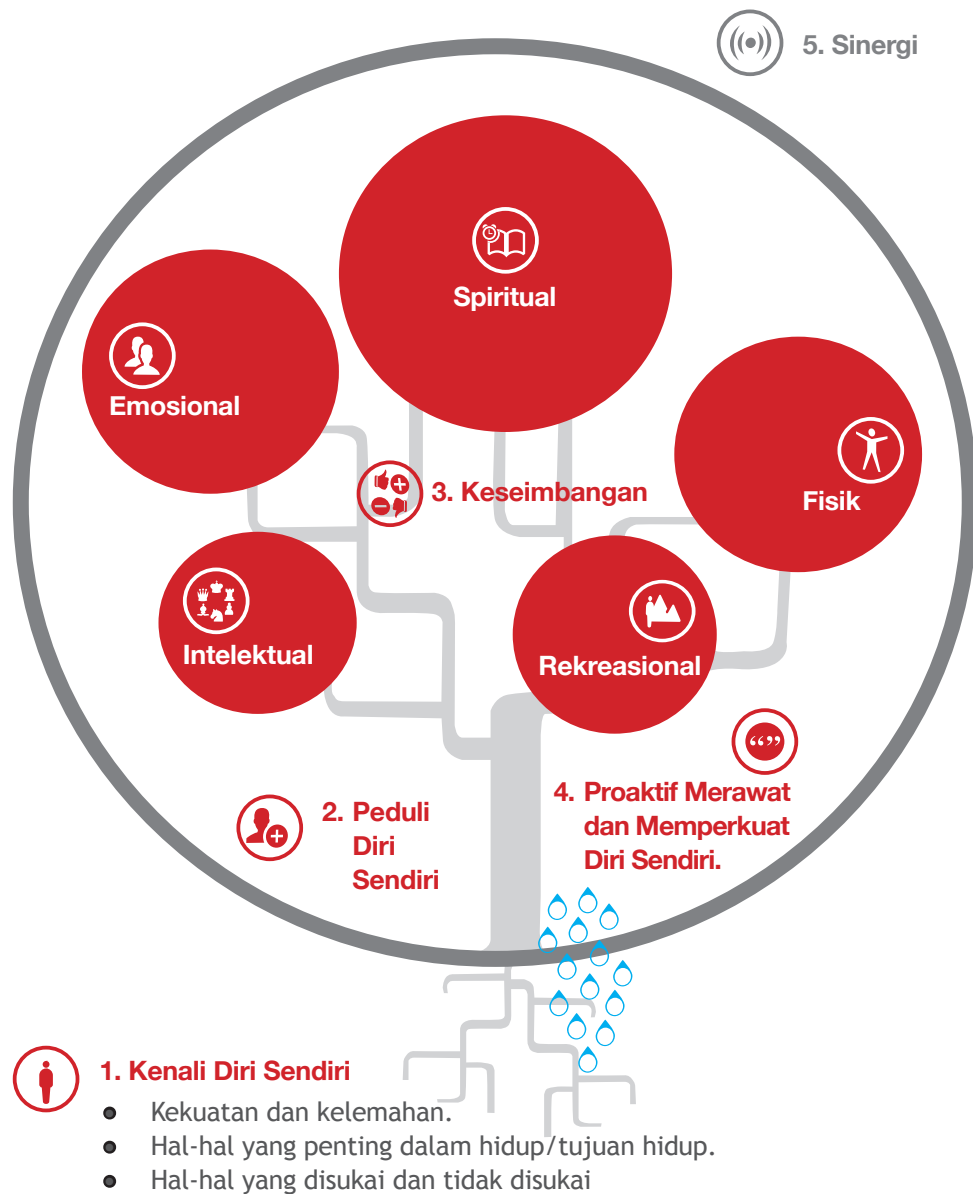 5. Sinergi
Spiritual
Emosional
3. Keseimbangan
Fisik
Intelektual
Rekreasional
2. Peduli
Diri
Sendiri
4. Proaktif Merawat
dan Memperkuat
Diri Sendiri.
1. Kenali Diri Sendiri
● Kekuatan dan kelemahan.
● Hal-hal yang penting dalam hidup/tujuan hidup.
● Hal-hal yang disukai dan tidak disukai